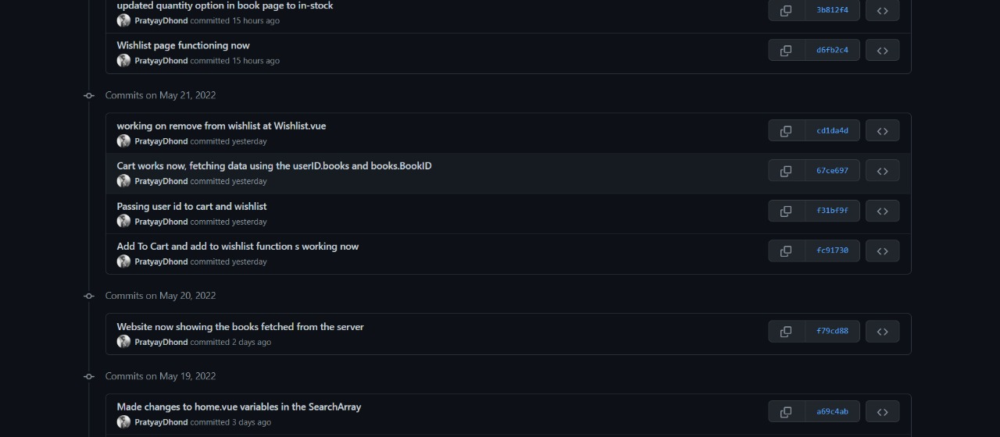 updated quantity option in book page to in-stock
PratyayDhond committed 15 hours ago
3b812f4
Wishlist page functioning now
PratyayDhond committed 15 hours ago
d6fb2c4
Commits on May 21, 2022
working on remove from wishlist at Wishlist.vue
PratyayDhond committed yesterday
cd1da4d
Cart works now, fetching data using the userID.books and books.BookID
PratyayDhond committed yesterday
67ce697
Passing user id to cart and wishlist
PratyayDhond committed yesterday
f31bf9f
Add To Cart and add to wishlist function s working now
PratyayDhond committed yesterday
fc91730
Commits on May 20, 2022
Website now showing the books fetched from the server
PratyayDhond committed 2 days ago
f79cd88
Commits on May 19, 2022
Made changes to home.vue variables in the SearchArray
PratyayDhond committed 3 days ago
a69c4ab